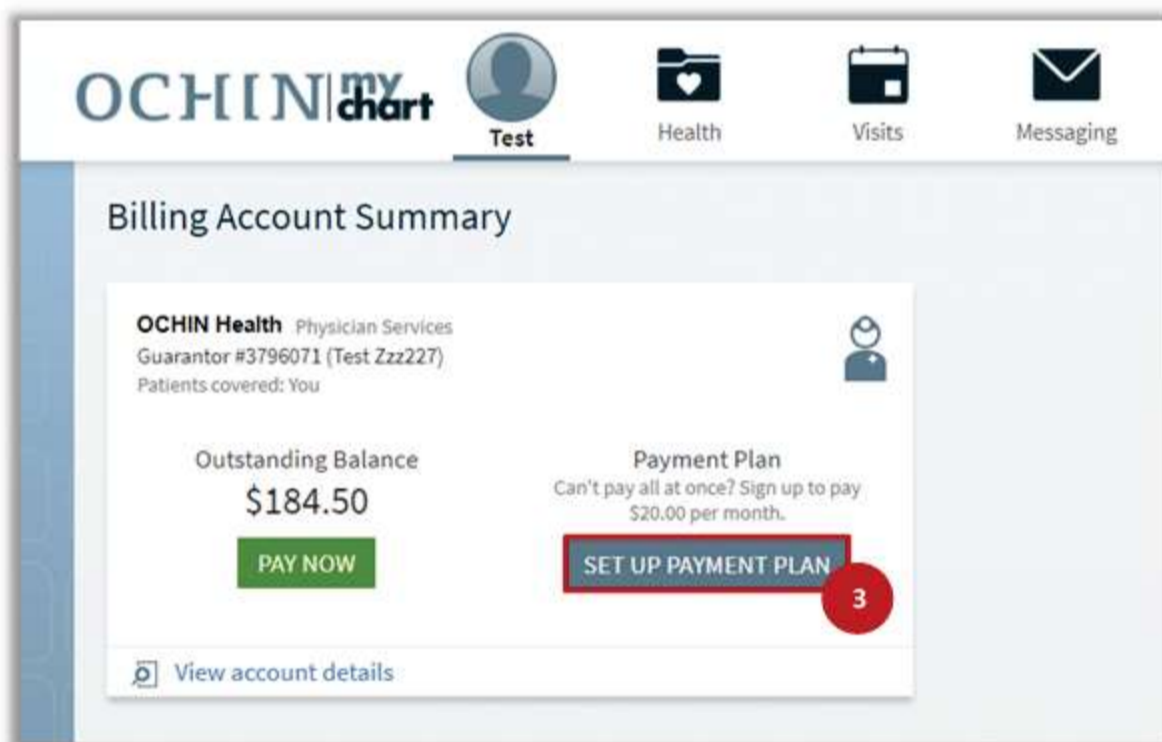 OCHIN my chart
Test
Health
Visits
Messaging
Billing Account Summary
OCHIN Health Physician Services
Guarantor #3796071 (Test Zzz227)
Patients covered: You
Outstanding Balance
$184.50
PAY NOW
Payment Plan
Can't pay all at once? Sign up to pay
$20.00 per month.
SET UP PAYMENT PLAN
3
View account details